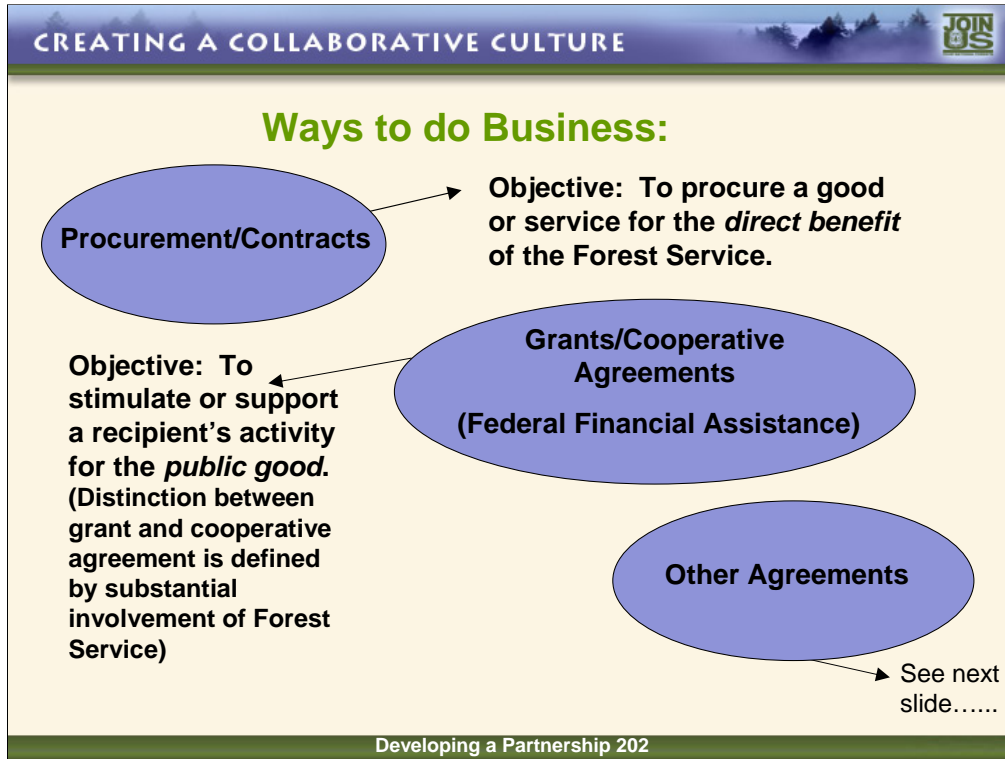 CREATING A COLLABORATIVE CULTURE
JOIN
US
Ways to do Business:
Procurement/Contracts
Objective: To procure a good
or service for the direct benefit
of the Forest Service.
Grants/Cooperative
Agreements
(Federal Financial Assistance)
Objective: To
stimulate or support
a recipient's activity
for the public good.
(Distinction between
grant and cooperative
agreement is defined
by substantial
involvement of Forest
Service)
Other Agreements
See next
slide…...
Developing a Partnership 202